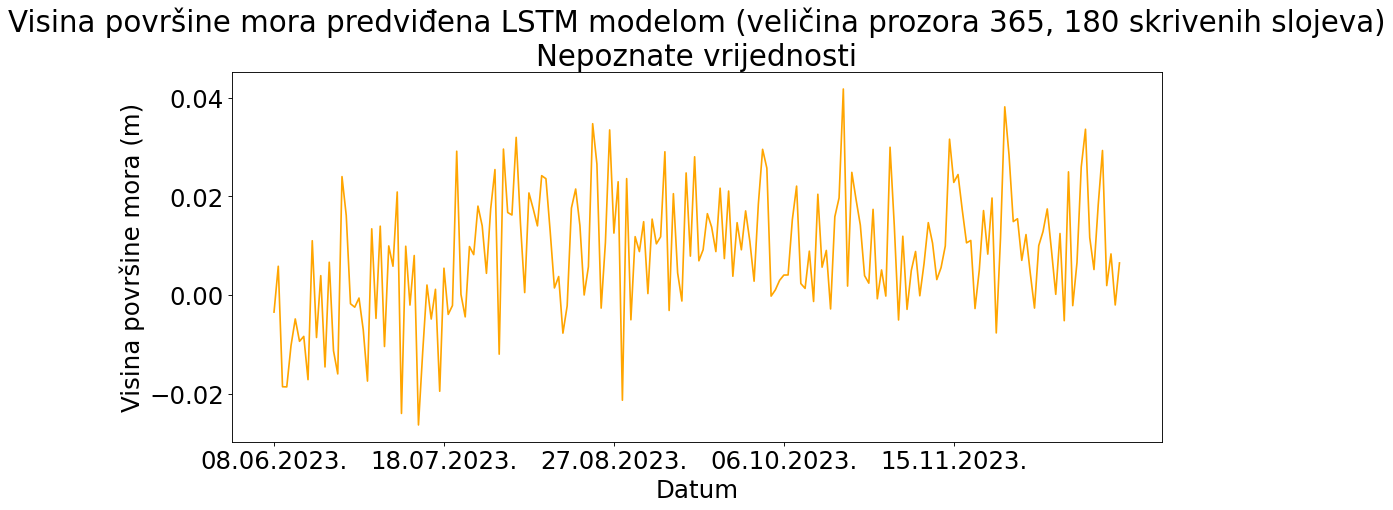 Visina površine mora predviđena LSTM modelom (veličina prozora 365, 180 skrivenih slojeva)
Nepoznate vrijednosti
Visina površine mora (m)
0.04
0.02
0.00
−0.02
08.06.2023. 18.07.2023. 27.08.2023. 06.10.2023. 15.11.2023.
Datum